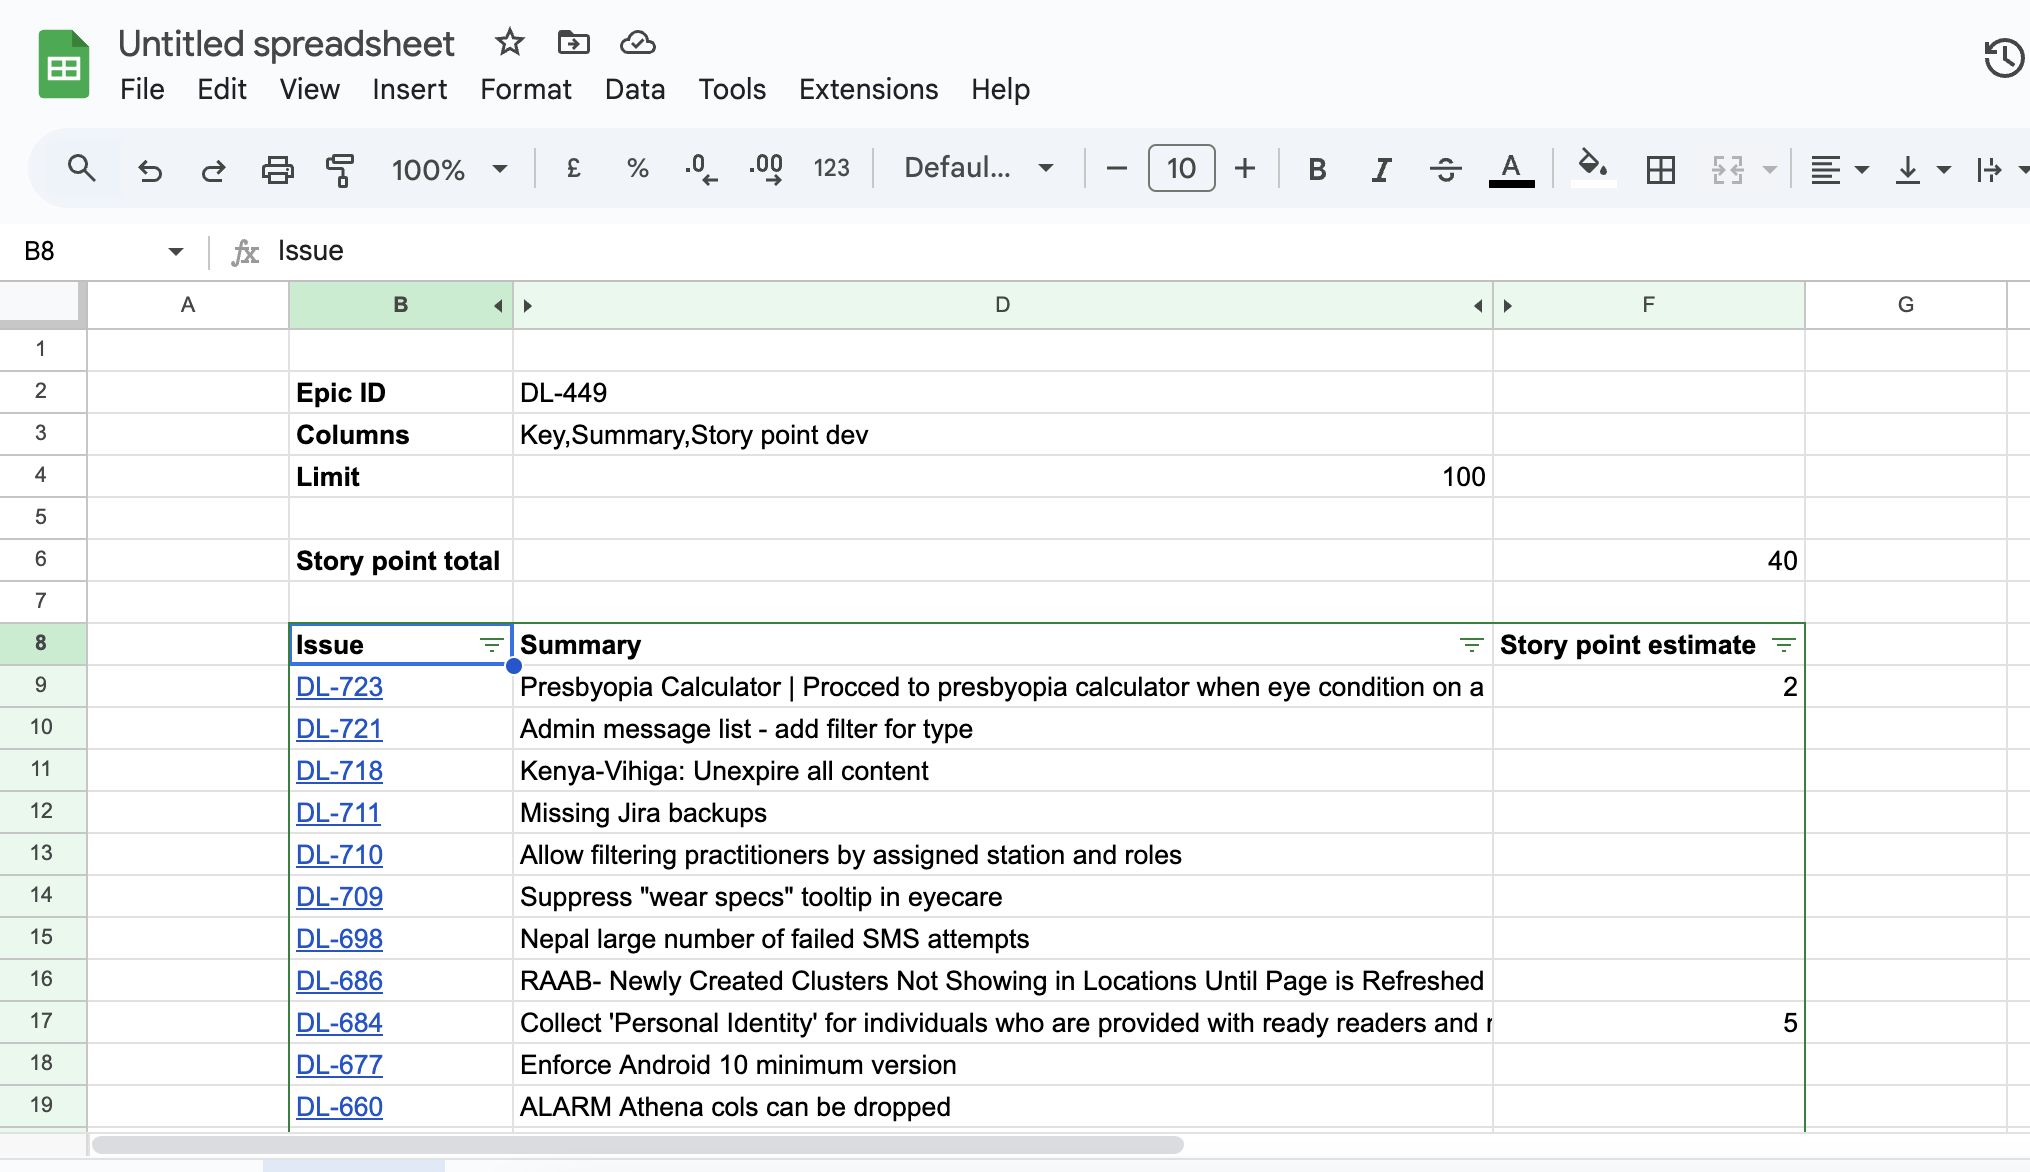 Untitled spreadsheet
File Edit View Insert Format Data Tools Extensions Help
100% £ % .0 .00 123 Defaul... 10 B I S A
B8 fx Issue
A B D F G
1
2 Epic ID DL-449
3 Columns Key,Summary,Story point dev
4 Limit 100
5
6 Story point total 40
7
8 Issue Summary Story point estimate
9 DL-723 Presbyopia Calculator | Procced to presbyopia calculator when eye condition on a 2
10 DL-721 Admin message list - add filter for type
11 DL-718 Kenya-Vihiga: Unexpire all content
12 DL-711 Missing Jira backups
13 DL-710 Allow filtering practitioners by assigned station and roles
14 DL-709 Suppress "wear specs" tooltip in eyecare
15 DL-698 Nepal large number of failed SMS attempts
16 DL-686 RAAB- Newly Created Clusters Not Showing in Locations Until Page is Refreshed
17 DL-684 Collect 'Personal Identity' for individuals who are provided with ready readers and 5
18 DL-677 Enforce Android 10 minimum version
19 DL-660 ALARM Athena cols can be dropped